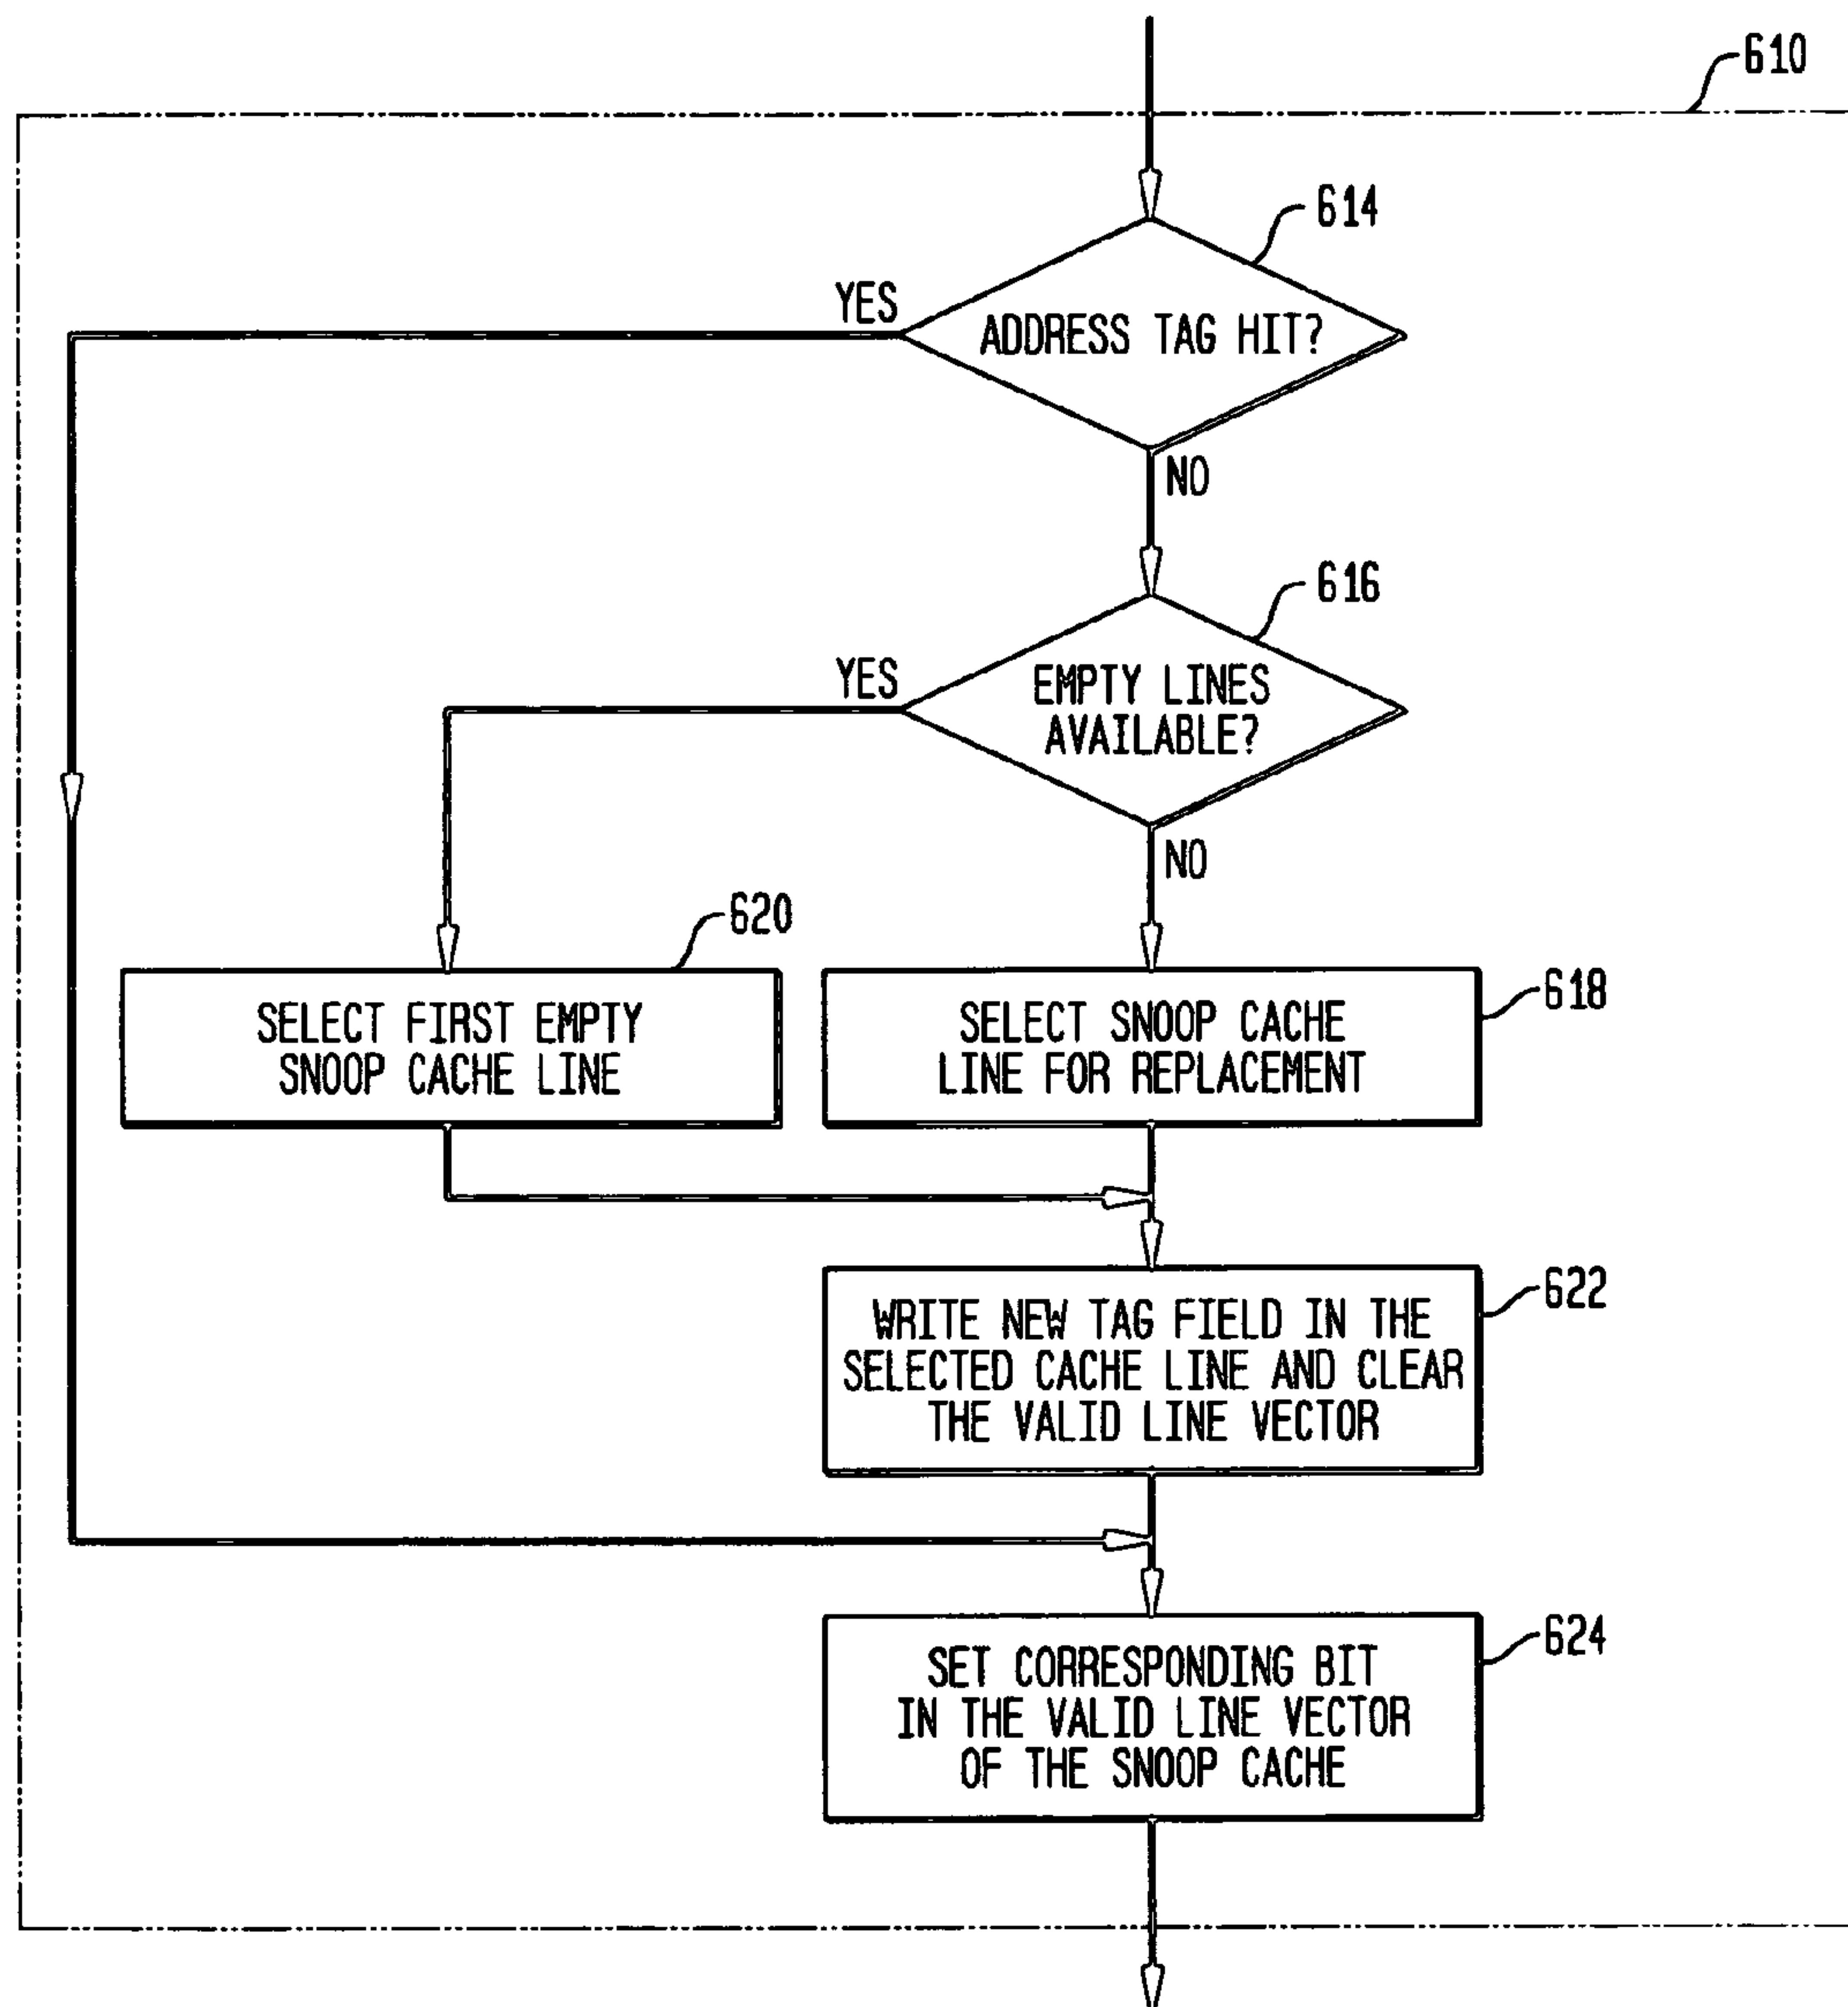 610
614
YES
ADDRESS TAG HIT?
NO
616
YES
EMPTY LINES
AVAILABLE?
NO
620
SELECT FIRST EMPTY
SNOOP CACHE LINE
618
SELECT SNOOP CACHE
LINE FOR REPLACEMENT
622
WRITE NEW TAG FIELD IN THE
SELECTED CACHE LINE AND CLEAR
THE VALID LINE VECTOR
624
SET CORRESPONDING BIT
IN THE VALID LINE VECTOR
OF THE SNOOP CACHE